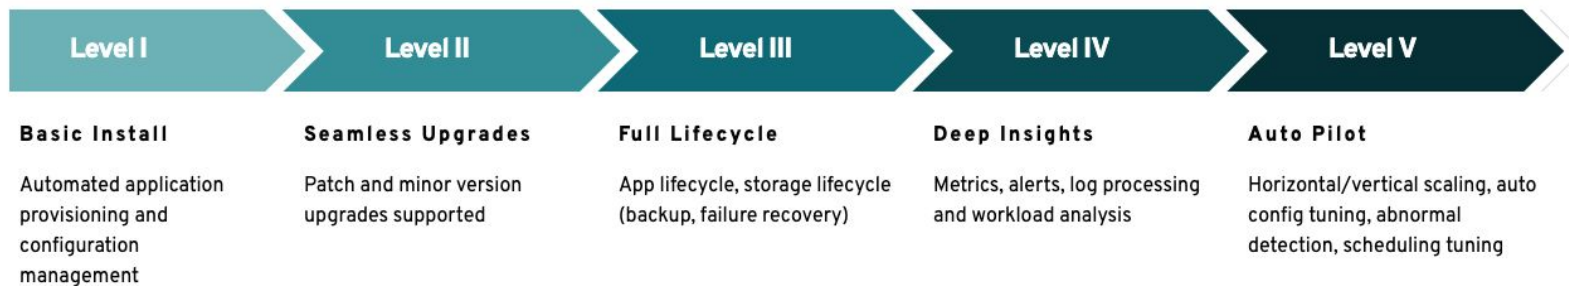 Level I
Level II
Level III
Level IV
Level V
Basic Install
Automated application
provisioning and
configuration
management
Seamless Upgrades
Patch and minor version
upgrades supported
Full Lifecycle
App lifecycle, storage lifecycle
(backup, failure recovery)
Deep Insights
Metrics, alerts, log processing
and workload analysis
Auto Pilot
Horizontal/vertical scaling, auto
config tuning, abnormal
detection, scheduling tuning